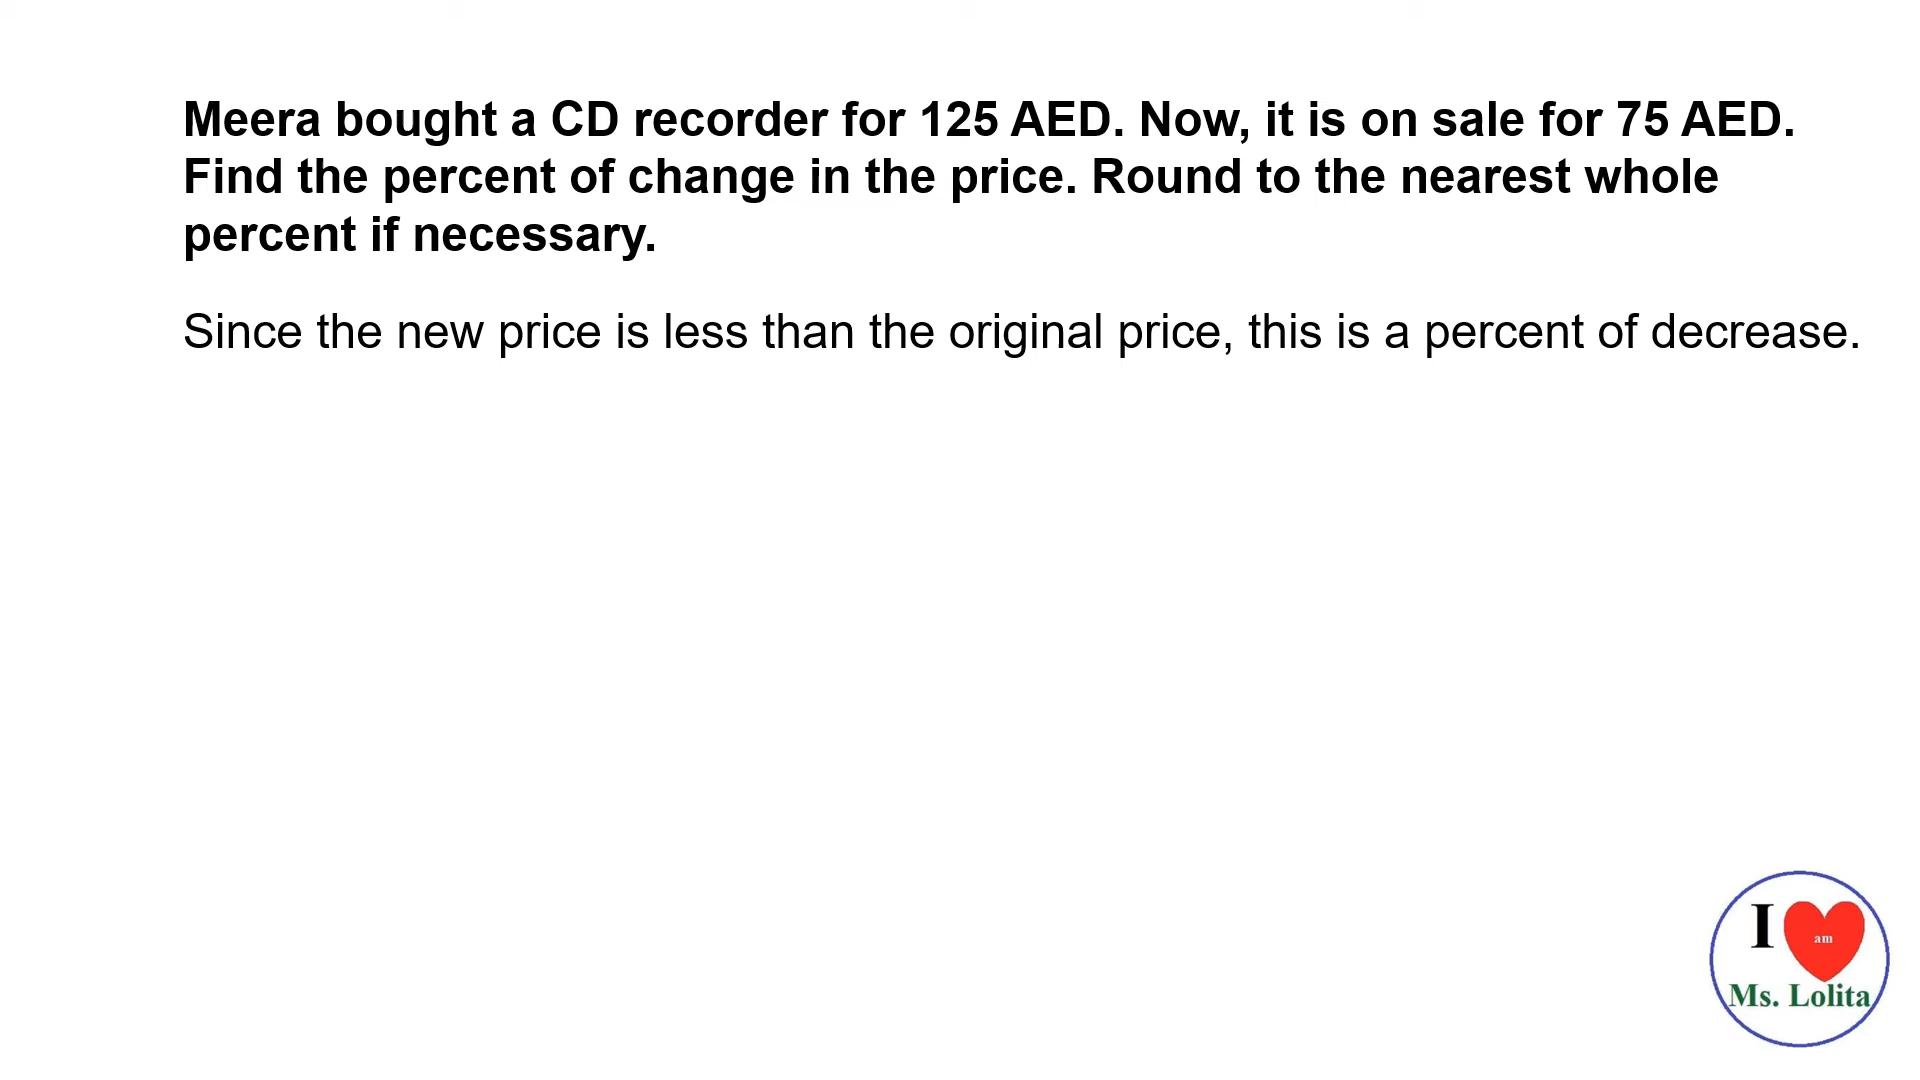 Meera bought a CD recorder for 125 AED. Now, it is on sale for 75 AED.
Find the percent of change in the price. Round to the nearest whole
percent if necessary.
Since the new price is less than the original price, this is a percent of decrease.
I am
Ms. Lolita